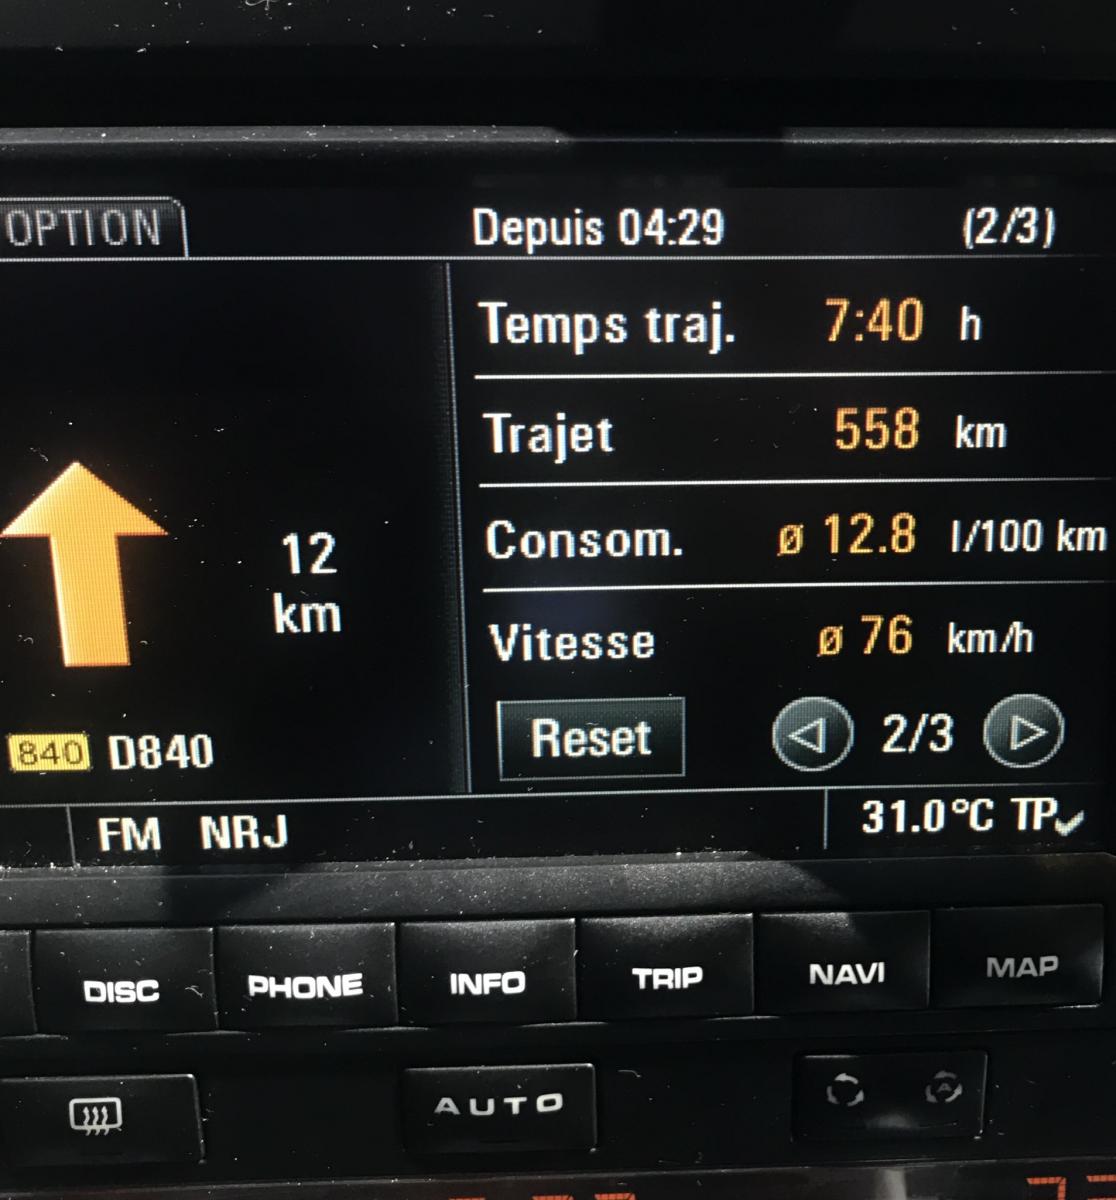 OPTION Depuis 04:29 (2/3)
Temps traj. 7:40 h
Trajet 558 km
Consom. ø 12.8 l/100 km
12
km
Vitesse ø 76 km/h
Reset 2/3
840 D840
FM NRJ 31.0°C TP
DISC PHONE INFO TRIP NAVI MAP
AUTO A